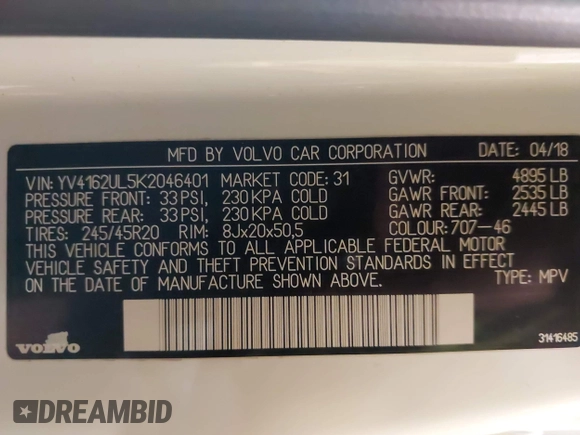 MFD BY VOLVO CAR CORPORATION DATE: 04/18
VIN: YV4162UL5K2046401 MARKET CODE: 31 GVWR: 4895 LB
PRESSURE FRONT: 33 PSI, 230 KPA COLD GAWR FRONT: 2535 LB
PRESSURE REAR: 33 PSI, 230 KPA COLD GAWR REAR: 2445 LB
TIRES: 245/45R20 RIM: 8Jx20x50,5 COLOUR: 707-46
THIS VEHICLE CONFORMS TO ALL APPLICABLE FEDERAL MOTOR
VEHICLE SAFETY AND THEFT PREVENTION STANDARDS IN EFFECT
ON THE DATE OF MANUFACTURE SHOWN ABOVE. TYPE: MPV
VOLVO 31416485
DREAMBID